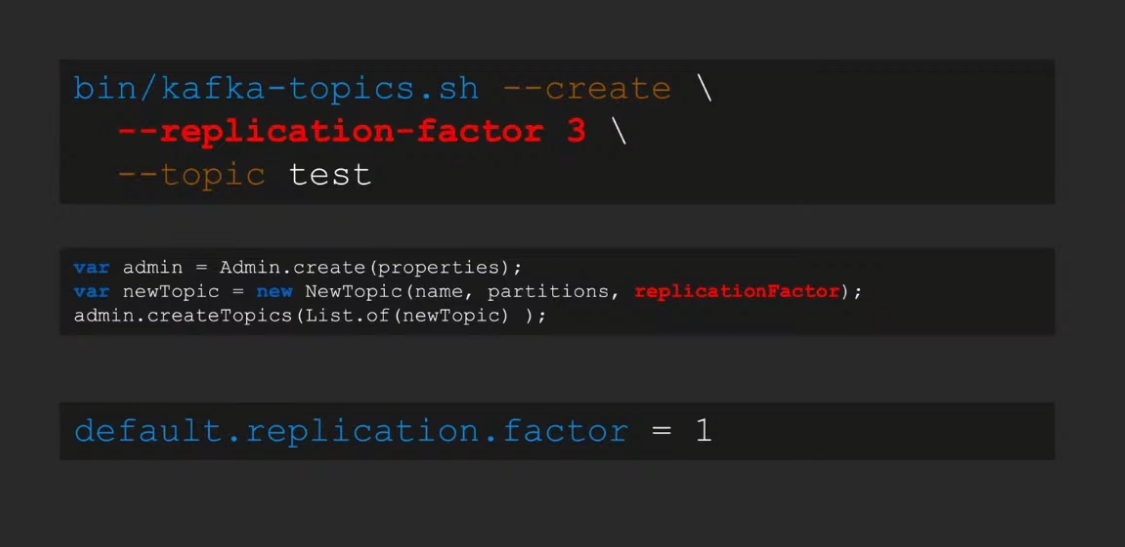 bin/kafka-topics.sh --create \
--replication-factor 3 \
--topic test
var admin = Admin.create(properties);
var newTopic = new NewTopic(name, partitions, replicationFactor);
admin.createTopics(List.of(newTopic) );
default.replication.factor = 1